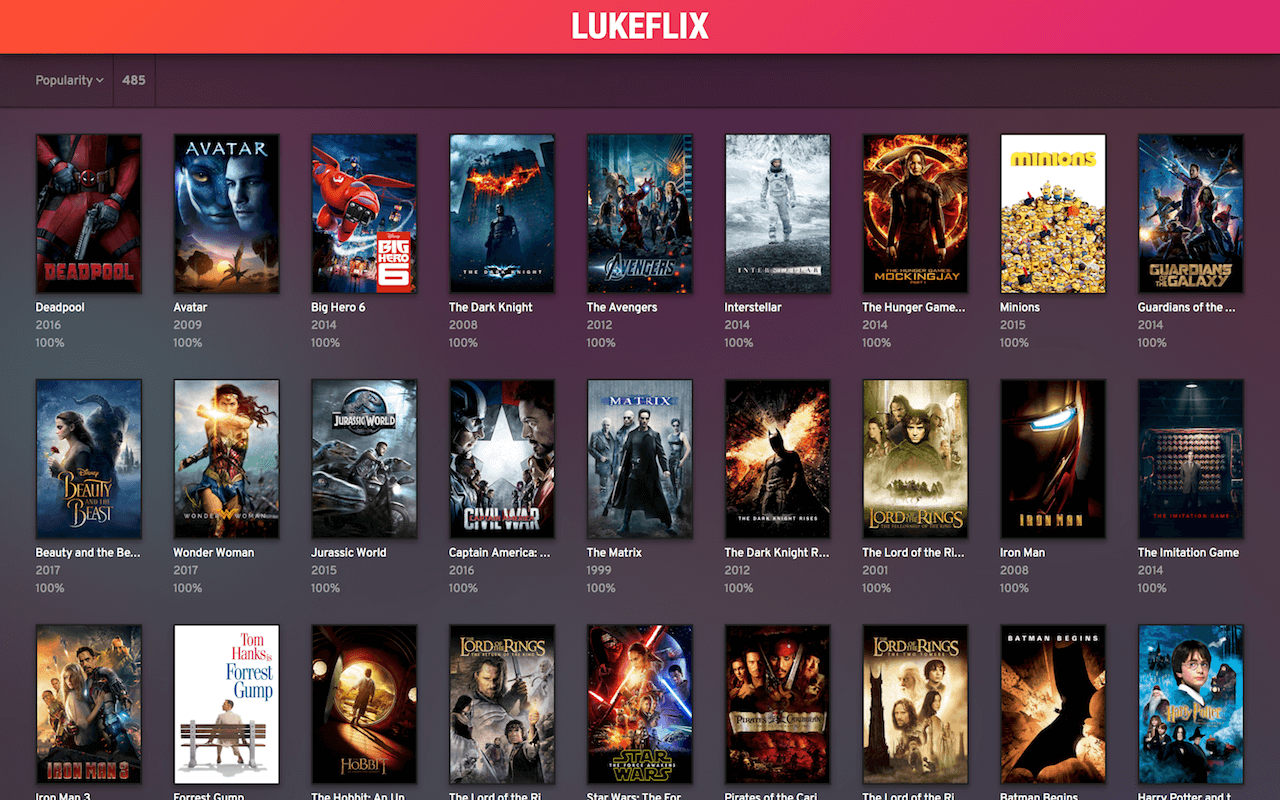 LUKEFLIX
Popularity
485
DEADPOOL
AVATAR
Disney
BIG
HERO
6
THE DARK KNIGHT
AVENGERS
INTERSTELLAR
THE HUNGER GAMES
MOCKINGJAY
PART 1
minions
GUARDIANS
OF THE
GALAXY
Deadpool
Avatar
Big Hero 6
The Dark Knight
The Avengers
Interstellar
The Hunger Game...
Minions
Guardians of the ...
2016
2009
2014
2008
2012
2014
2014
2015
2014
100%
100%
100%
100%
100%
100%
100%
100%
100%
Disney
BEAUTY
AND THE
BEAST
WONDER WOMAN
JURASSIC WORLD
CAPTAIN AMERICA
CIVIL WAR
MATRIX
THE DARK KNIGHT RISES
THE LORD OF THE RINGS
THE FELLOWSHIP OF THE RING
IRON MAN
THE IMITATION GAME
Beauty and the Be...
Wonder Woman
Jurassic World
Captain America: ...
The Matrix
The Dark Knight R...
The Lord of the Ri...
Iron Man
The Imitation Game
2017
2017
2015
2016
1999
2012
2001
2008
2014
100%
100%
100%
100%
100%
100%
100%
100%
100%
IRON MAN 3
Tom
Hanks is
Forrest
Gump
THE HOBBIT
THE LORD OF THE RINGS
THE RETURN OF THE KING
STAR
THE FORCE AWAKENS
WARS
PIRATES of the CARIBBEAN
THE LORD OF THE RINGS
THE TWO TOWERS
BATMAN BEGINS
Harry Potter
Iron Man 3
Forrest Gump
The Hobbit: An Un...
The Lord of the Ri...
Star Wars: The For...
Pirates of the Cari...
The Lord of the Ri...
Batman Begins
Harry Potter and t...